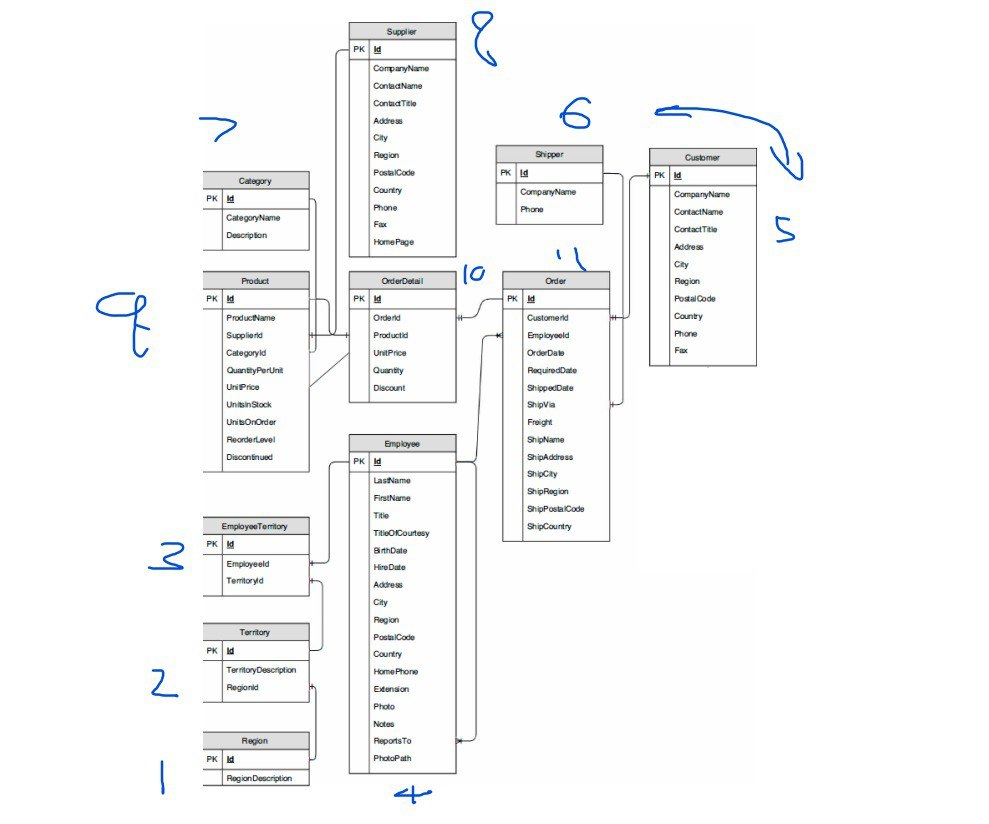 8
Supplier
PK Id
CompanyName
ContactName
ContactTitle
Address
City
Region
PostalCode
Country
Phone
Fax
HomePage
7
Category
PK Id
CategoryName
Description
6
Shipper
PK Id
CompanyName
Phone
Customer
PK Id
CompanyName
ContactName
ContactTitle
Address
City
Region
PostalCode
Country
Phone
Fax
5
9
Product
PK Id
ProductName
SupplierId
CategoryId
QuantityPerUnit
UnitPrice
UnitsInStock
UnitsOnOrder
ReorderLevel
Discontinued
10
OrderDetail
PK Id
OrderId
ProductId
UnitPrice
Quantity
Discount
11
Order
PK Id
CustomerId
EmployeeId
OrderDate
RequiredDate
ShippedDate
ShipVia
Freight
ShipName
ShipAddress
ShipCity
ShipRegion
ShipPostalCode
ShipCountry
Employee
PK Id
LastName
FirstName
Title
TitleOfCourtesy
BirthDate
HireDate
Address
City
Region
PostalCode
Country
HomePhone
Extension
Photo
Notes
ReportsTo
PhotoPath
4
3
EmployeeTerritory
PK Id
EmployeeId
TerritoryId
2
Territory
PK Id
TerritoryDescription
RegionId
1
Region
PK Id
RegionDescription